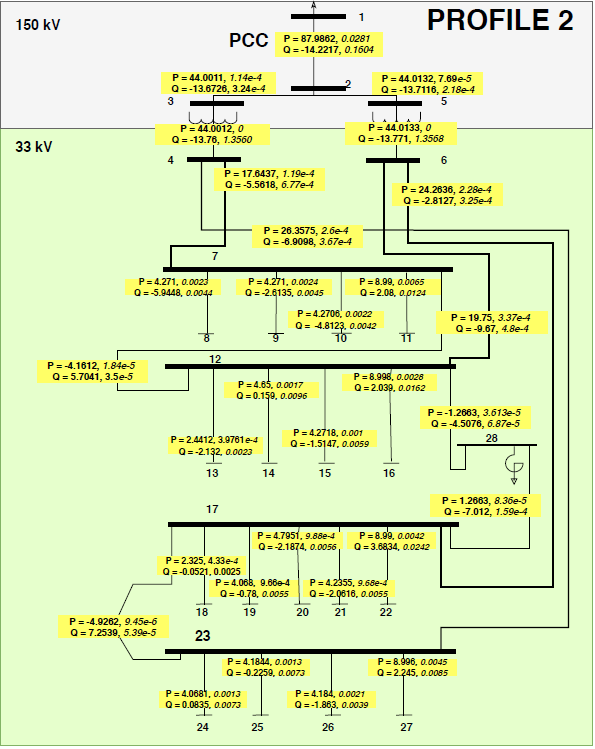 150 kV
1
PROFILE 2
PCC
P = 87.9862, 0.0281
Q = -14.2217, 0.1604
2
P = 44.0011, 1.14e-4
Q = -13.6726, 3.24e-4
P = 44.0132, 7.69e-5
Q = -13.7116, 2.18e-4
3
5
P = 44.0012, 0
Q = -13.76, 1.3560
P = 44.0133, 0
Q = -13.771, 1.3568
33 kV
4
6
P = 17.6437, 1.19e-4
Q = -5.5618, 6.77e-4
P = 24.2636, 2.28e-4
Q = -2.8127, 3.25e-4
P = 26.3575, 2.6e-4
Q = -6.9098, 3.67e-4
7
P = 4.271, 0.0023
Q = -5.9448, 0.0044
P = 4.271, 0.0024
Q = -2.6135, 0.0045
P = 8.99, 0.0065
Q = 2.08, 0.0124
P = 4.2706, 0.0022
Q = -4.8123, 0.0042
P = 19.75, 3.37e-4
Q = -9.67, 4.8e-4
8
9
10
11
12
P = -4.1612, 1.84e-5
Q = 5.7041, 3.5e-5
P = 4.65, 0.0017
Q = 0.159, 0.0096
P = 8.998, 0.0028
Q = 2.039, 0.0162
P = -1.2663, 3.613e-5
Q = -4.5076, 6.87e-5
P = 2.4412, 3.9761e-4
Q = -2.132, 0.0023
P = 4.2718, 0.001
Q = -1.5147, 0.0059
28
13
14
15
16
P = 1.2663, 8.36e-5
Q = -7.012, 1.59e-4
17
P = 4.7951, 9.88e-4
Q = -2.1874, 0.0056
P = 8.99, 0.0042
Q = 3.6834, 0.0242
P = 2.325, 4.33e-4
Q = -0.0521, 0.0025
P = 4.068, 9.66e-4
Q = -0.78, 0.0055
P = 4.2355, 9.68e-4
Q = -2.0616, 0.0055
18
19
20
21
22
P = -4.9262, 9.45e-6
Q = 7.2539, 5.39e-5
23
P = 4.1844, 0.0013
Q = -0.2259, 0.0073
P = 8.996, 0.0045
Q = 2.245, 0.0085
P = 4.0681, 0.0013
Q = 0.0835, 0.0073
P = 4.184, 0.0021
Q = -1.863, 0.0039
24
25
26
27